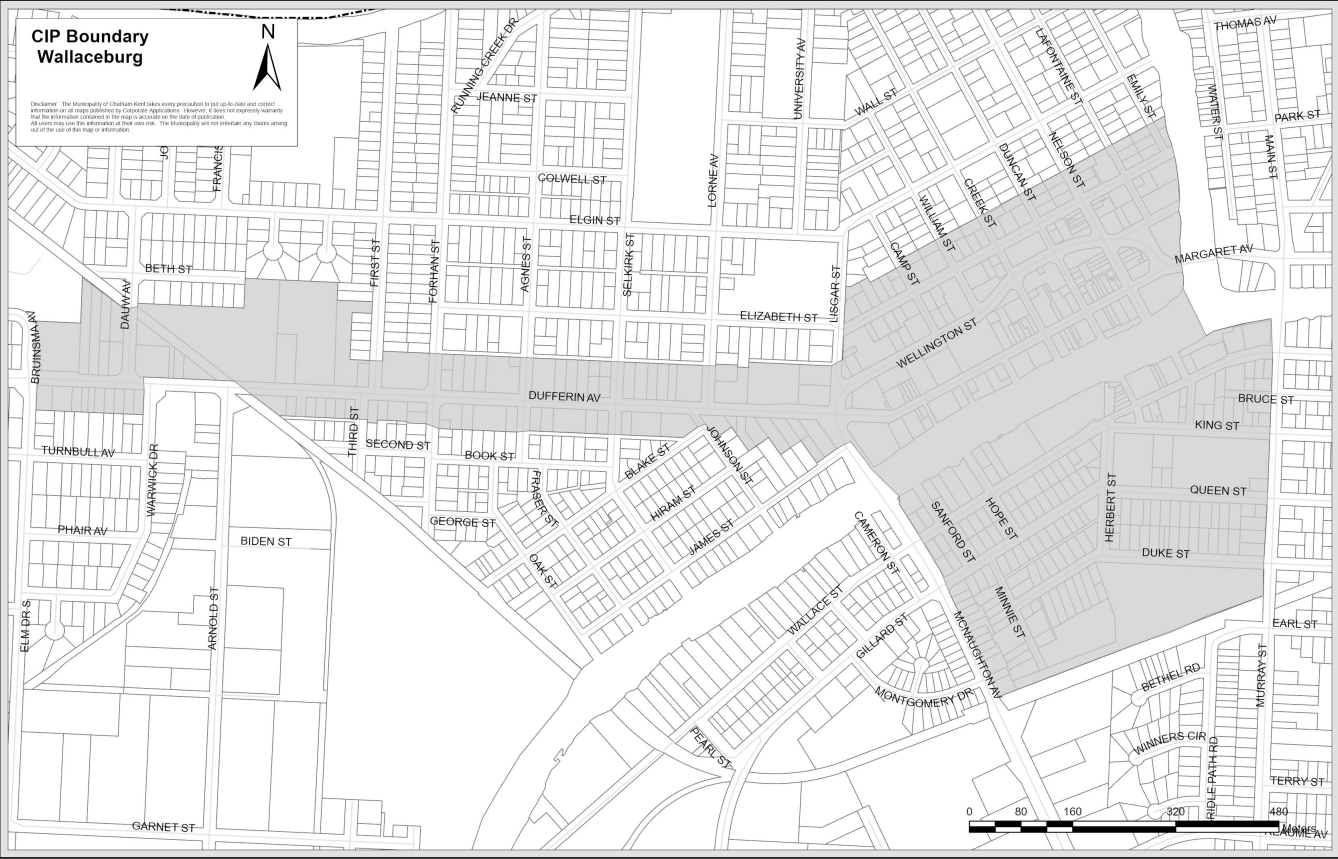 CIP Boundary
Wallaceburg
N
Disclaimer: The Municipality of Chatham-Kent takes every precaution to put up-to-date and correct
information on all maps published by Corporate Applications. However, it does not expressly warranty
that the information contained in the map is accurate on the date of publication.
All users may use this information at their own risk. The Municipality will not entertain any claims arising
out of the use of this map or information
RUNNING CREEK DR
JEANNE ST
UNIVERSITY AV
WALL ST
LAFONTAINE ST
EMILY ST
THOMAS AV
WATER ST
PARK ST
MAIN ST
JO
FRANCIS
COLWELL ST
LORNE AV
ELGIN ST
NELSON ST
DUNCAN ST
CREEK ST
WILLIAM ST
CAMP ST
MARGARET AV
BETH ST
DAUW AV
FIRST ST
FORHAN ST
AGNES ST
SELKIRK ST
LISGAR ST
ELIZABETH ST
WELLINGTON ST
BRUINSMA AV
DUFFERIN AV
BRUCE ST
KING ST
THIRD ST
SECOND ST
BOOK ST
BLAKE ST
JOHNSON ST
TURNBULL AV
WARWICK DR
FRASER ST
HIRAM ST
JAMES ST
GEORGE ST
OAK ST
QUEEN ST
HERBERT ST
HOPE ST
SANFORD ST
CAMERON ST
PHAIR AV
BIDEN ST
DUKE ST
ELM DR S
ARNOLD ST
WALLACE ST
GILLARD ST
MINNIE ST
MCNAUGHTON AV
MONTGOMERY DR
EARL ST
MURRAY ST
BETHEL RD
PEARL ST
WINNERS CIR
RIDLE PATH RD
TERRY ST
GARNET ST
0 80 160 320 480
Meters
REAUME AV